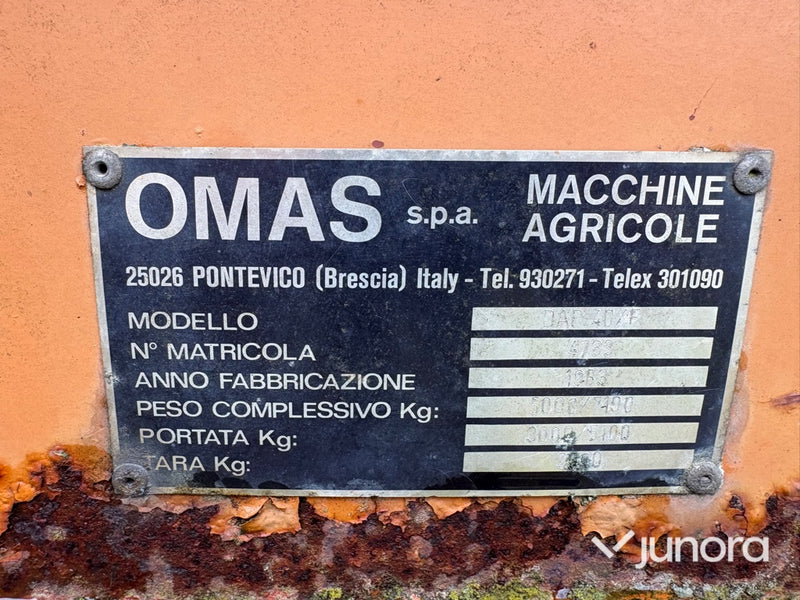 OMAS s.p.a. MACCHINE AGRICOLE
25026 PONTEVICO (Brescia) Italy - Tel. 930271 - Telex 301090
MODELLO
N° MATRICOLA
ANNO FABBRICAZIONE
PESO COMPLESSIVO Kg:
PORTATA Kg:
TARA Kg:
junora